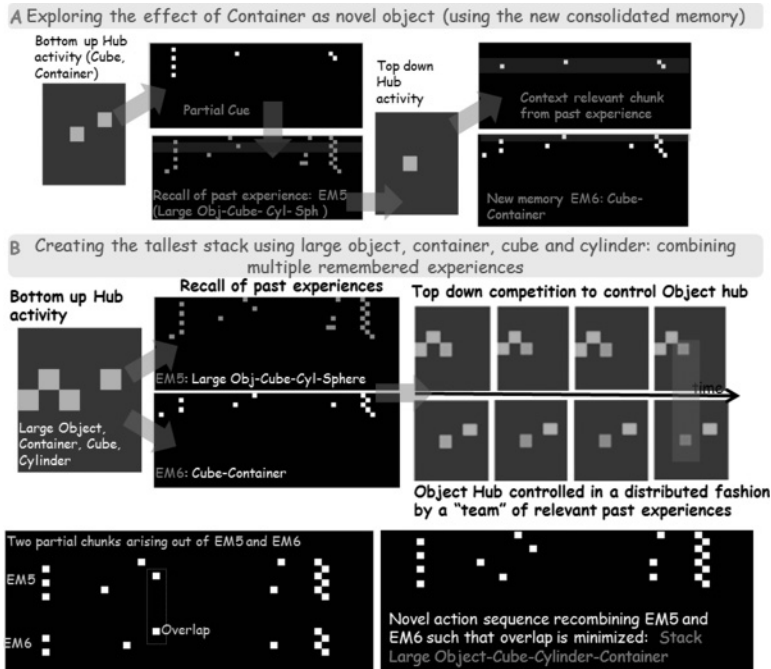 A Exploring the effect of Container as novel object (using the new consolidated memory)
Bottom up Hub
activity (Cube,
Container)
Partial Cue
Recall of past experience: EM5
(Large Obj-Cube- Cyl-Sph )
Top down
Hub
activity
Context relevant chunk
from past experience
New memory EM6: Cube-
Container
B Creating the tallest stack using large object, container, cube and cylinder: combining
multiple remembered experiences
Bottom up Hub
activity
Large Object,
Container, Cube,
Cylinder
Recall of past experiences
EM5: Large Obj-Cube-Cyl-Sphere
EM6: Cube-Container
Top down competition to control Object hub
time
Object Hub controlled in a distributed fashion
by a “team” of relevant past experiences
Two partial chunks arising out of EM5 and EM6
EM5
Overlap
EM6
Novel action sequence recombining EM5 and
EM6 such that overlap is minimized: Stack
Large Object-Cube-Cylinder-Container